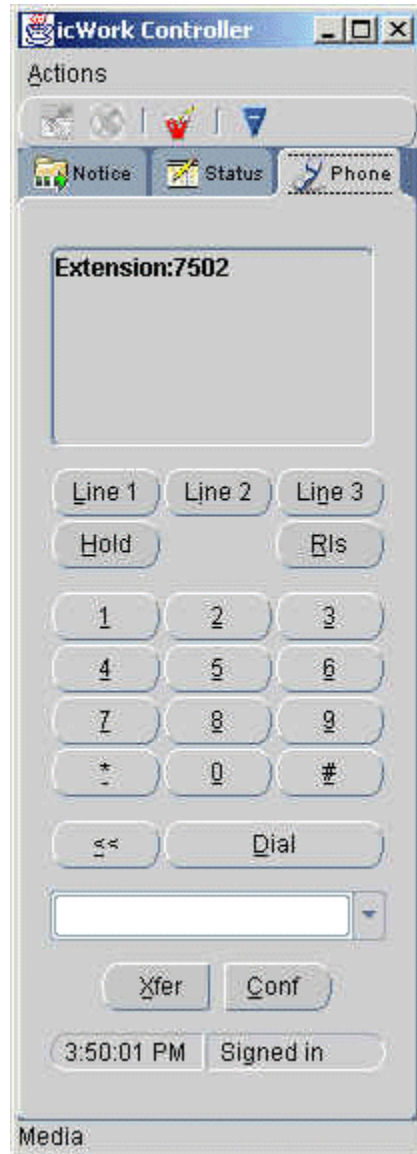 icWork Controller
Actions
Notice Status Phone
Extension:7502
Line 1 Line 2 Line 3
Hold Rls
1 2 3
4 5 6
7 8 9
* 0 #
<< Dial
Xfer Conf
3:50:01 PM Signed in
Media